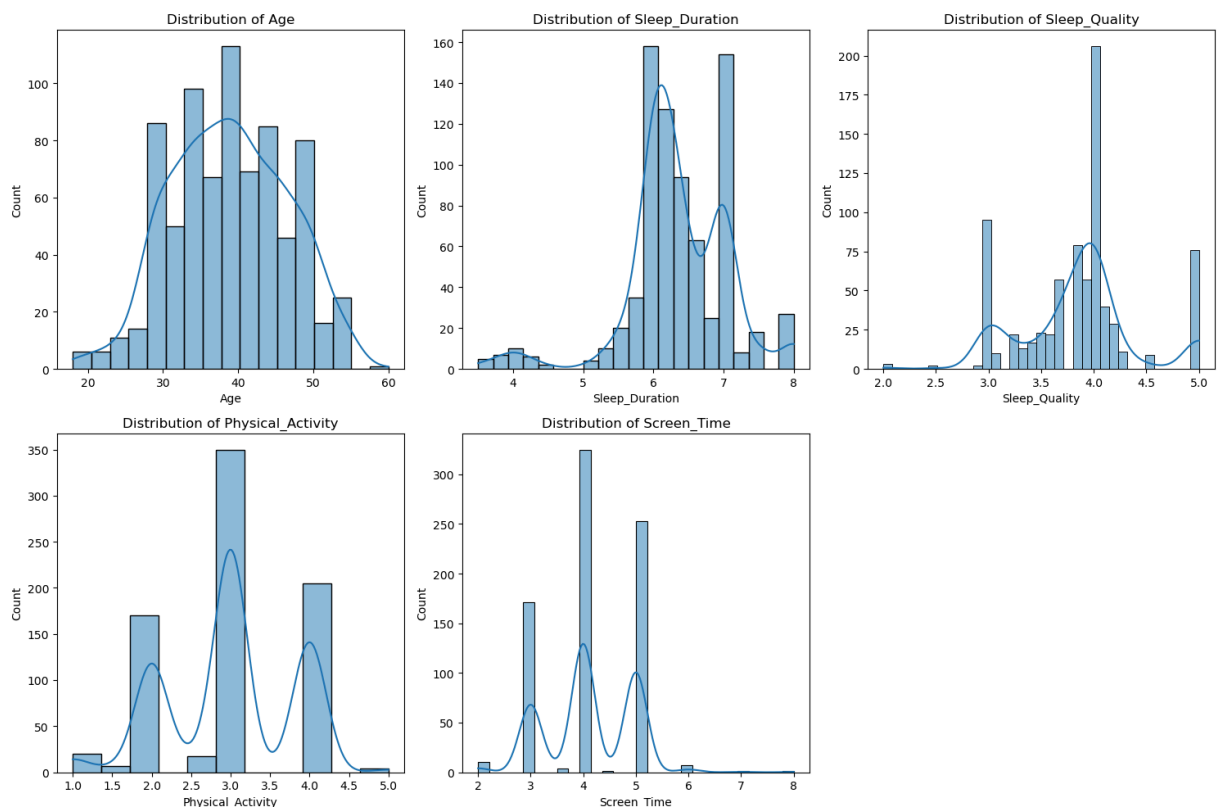 Distribution of Age
Count
100
80
60
40
20
0
20 30 40 50 60
Age
Distribution of Sleep_Duration
Count
160
140
120
100
80
60
40
20
0
4 5 6 7 8
Sleep_Duration
Distribution of Sleep_Quality
Count
200
175
150
125
100
75
50
25
0
2.0 2.5 3.0 3.5 4.0 4.5 5.0
Sleep_Quality
Distribution of Physical_Activity
Count
350
300
250
200
150
100
50
0
1.0 1.5 2.0 2.5 3.0 3.5 4.0 4.5 5.0
Physical_Activity
Distribution of Screen_Time
Count
300
250
200
150
100
50
0
2 3 4 5 6 7 8
Screen_Time